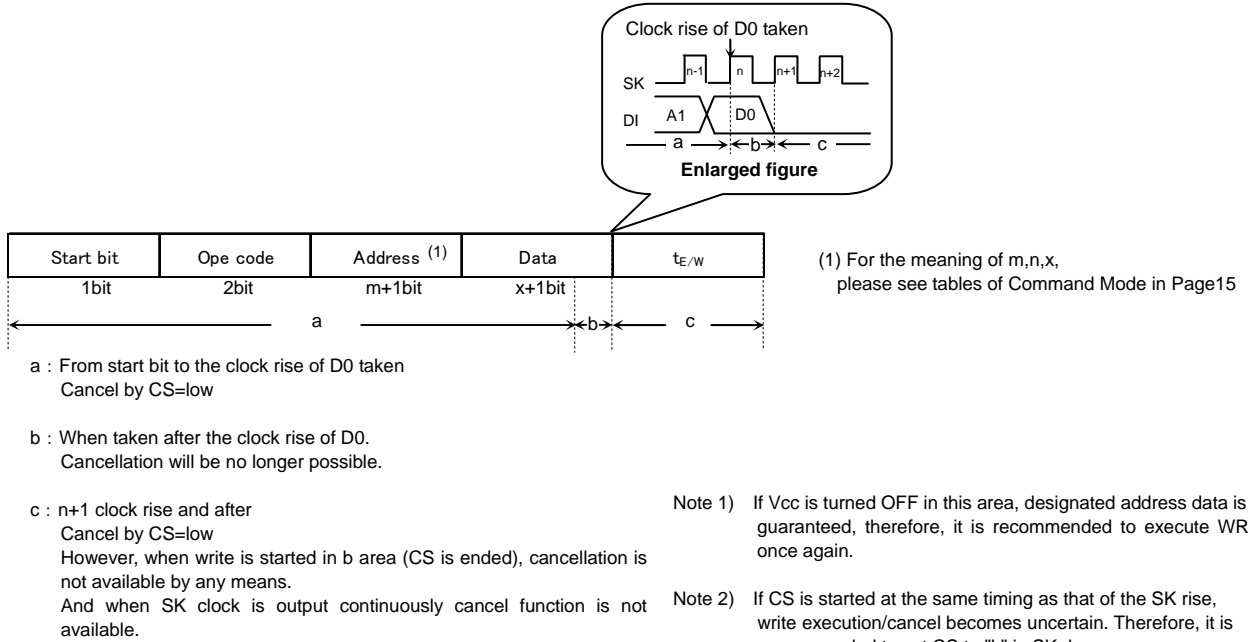 Clock rise of D0 taken
SK n-1 n n+1 n+2
DI A1 D0
a b c
Enlarged figure
Start bit Ope code Address (1) Data tE/W
1bit 2bit m+1bit x+1bit
a b c
(1) For the meaning of m,n,x,
please see tables of Command Mode in Page15
a : From start bit to the clock rise of D0 taken
Cancel by CS=low
b : When taken after the clock rise of D0.
Cancellation will be no longer possible.
c : n+1 clock rise and after
Cancel by CS=low
However, when write is started in b area (CS is ended), cancellation is
not available by any means.
And when SK clock is output continuously cancel function is not
available.
Note 1) If Vcc is turned OFF in this area, designated address data is
guaranteed, therefore, it is recommended to execute WR
once again.
Note 2) If CS is started at the same timing as that of the SK rise,
write execution/cancel becomes uncertain. Therefore, it is